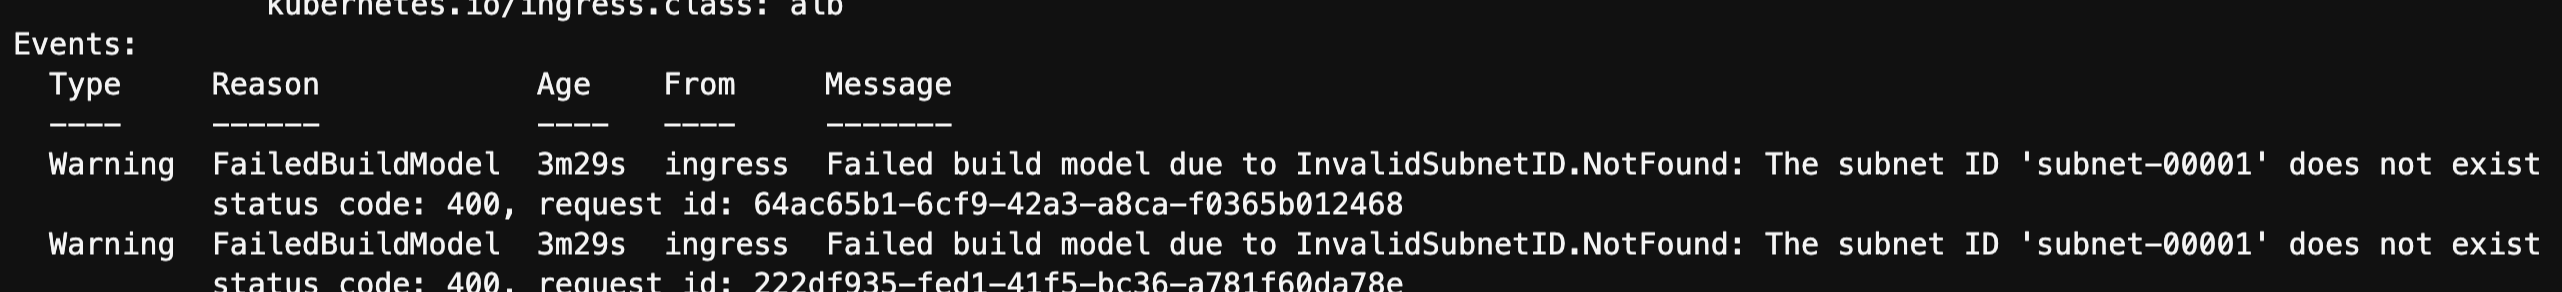 kubernetes.io/ingress.class: alb
Events:
Type Reason Age From Message
---- ------ ---- ---- -------
Warning FailedBuildModel 3m29s ingress Failed build model due to InvalidSubnetID.NotFound: The subnet ID 'subnet-00001' does not exist
status code: 400, request id: 64ac65b1-6cf9-42a3-a8ca-f0365b012468
Warning FailedBuildModel 3m29s ingress Failed build model due to InvalidSubnetID.NotFound: The subnet ID 'subnet-00001' does not exist
status code: 400, request id: 222df935-fed1-41f5-bc36-a781f60da78e